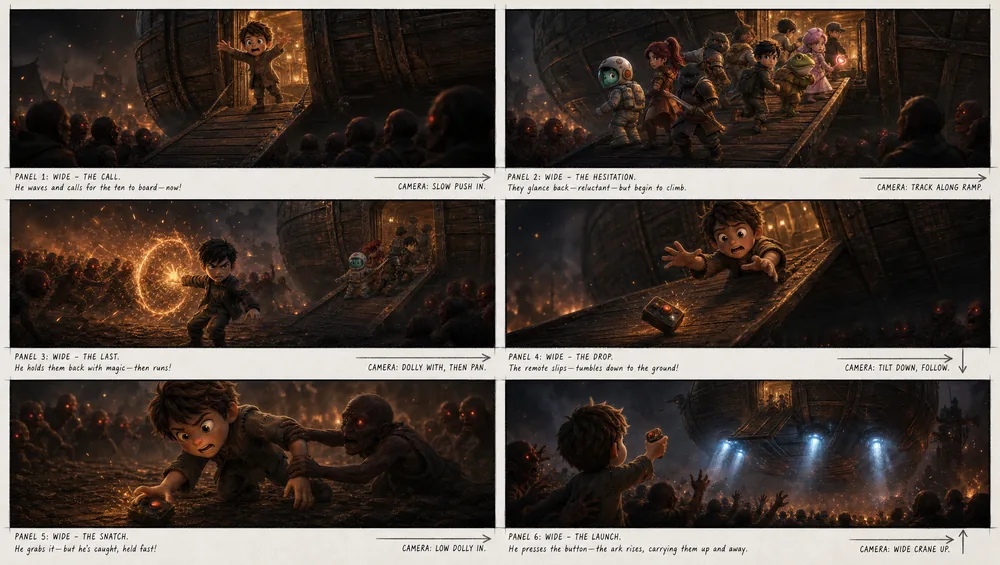 PANEL 1: WIDE – THE CALL.
He waves and calls for the ten to board—now!
CAMERA: SLOW PUSH IN.
PANEL 2: WIDE – THE HESITATION.
They glance back—reluctant—but begin to climb.
CAMERA: TRACK ALONG RAMP.
PANEL 3: WIDE – THE LAST.
He holds them back with magic—then runs!
CAMERA: DOLLY WITH, THEN PAN.
PANEL 4: WIDE – THE DROP.
The remote slips—tumbles down to the ground!
CAMERA: TILT DOWN, FOLLOW.
PANEL 5: WIDE – THE SNATCH.
He grabs it—but he's caught, held fast!
CAMERA: LOW DOLLY IN.
PANEL 6: WIDE – THE LAUNCH.
He presses the button—the ark rises, carrying them up and away.
CAMERA: WIDE CRANE UP.